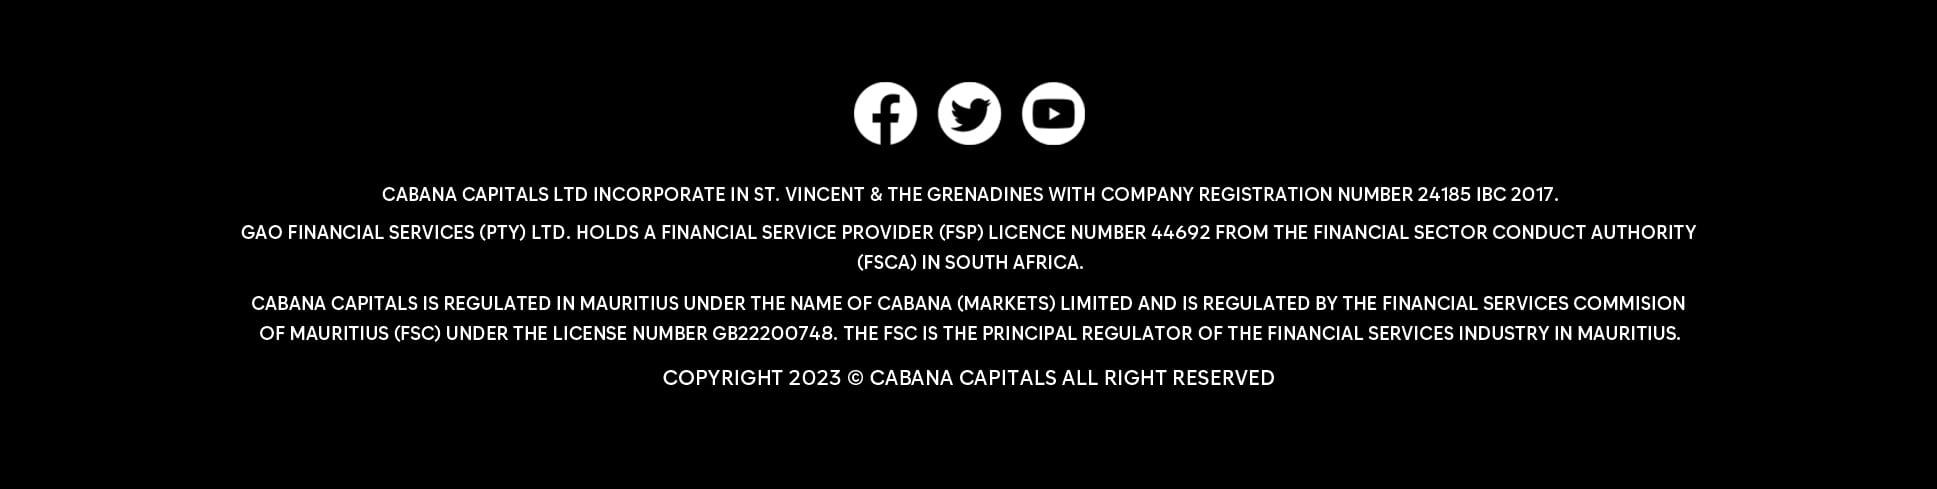 CABANA CAPITALS LTD INCORPORATE IN ST. VINCENT & THE GRENADINES WITH COMPANY REGISTRATION NUMBER 24185 IBC 2017.
GAO FINANCIAL SERVICES (PTY) LTD. HOLDS A FINANCIAL SERVICE PROVIDER (FSP) LICENCE NUMBER 44692 FROM THE FINANCIAL SECTOR CONDUCT AUTHORITY
(FSCA) IN SOUTH AFRICA.
CABANA CAPITALS IS REGULATED IN MAURITIUS UNDER THE NAME OF CABANA (MARKETS) LIMITED AND IS REGULATED BY THE FINANCIAL SERVICES COMMISION
OF MAURITIUS (FSC) UNDER THE LICENSE NUMBER GB22200748. THE FSC IS THE PRINCIPAL REGULATOR OF THE FINANCIAL SERVICES INDUSTRY IN MAURITIUS.
COPYRIGHT 2023 © CABANA CAPITALS ALL RIGHT RESERVED